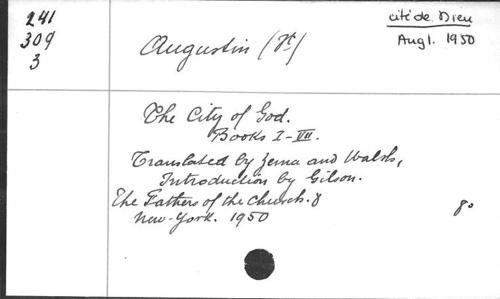 241
309
3
Augustin (St)
cité de Dieu
Augl. 1950
The City of God.
Books I-VII.
Translated by Zema and Walsh,
Introduction by Gilson.
The Fathers of the Church. 8
New-York. 1950
8°